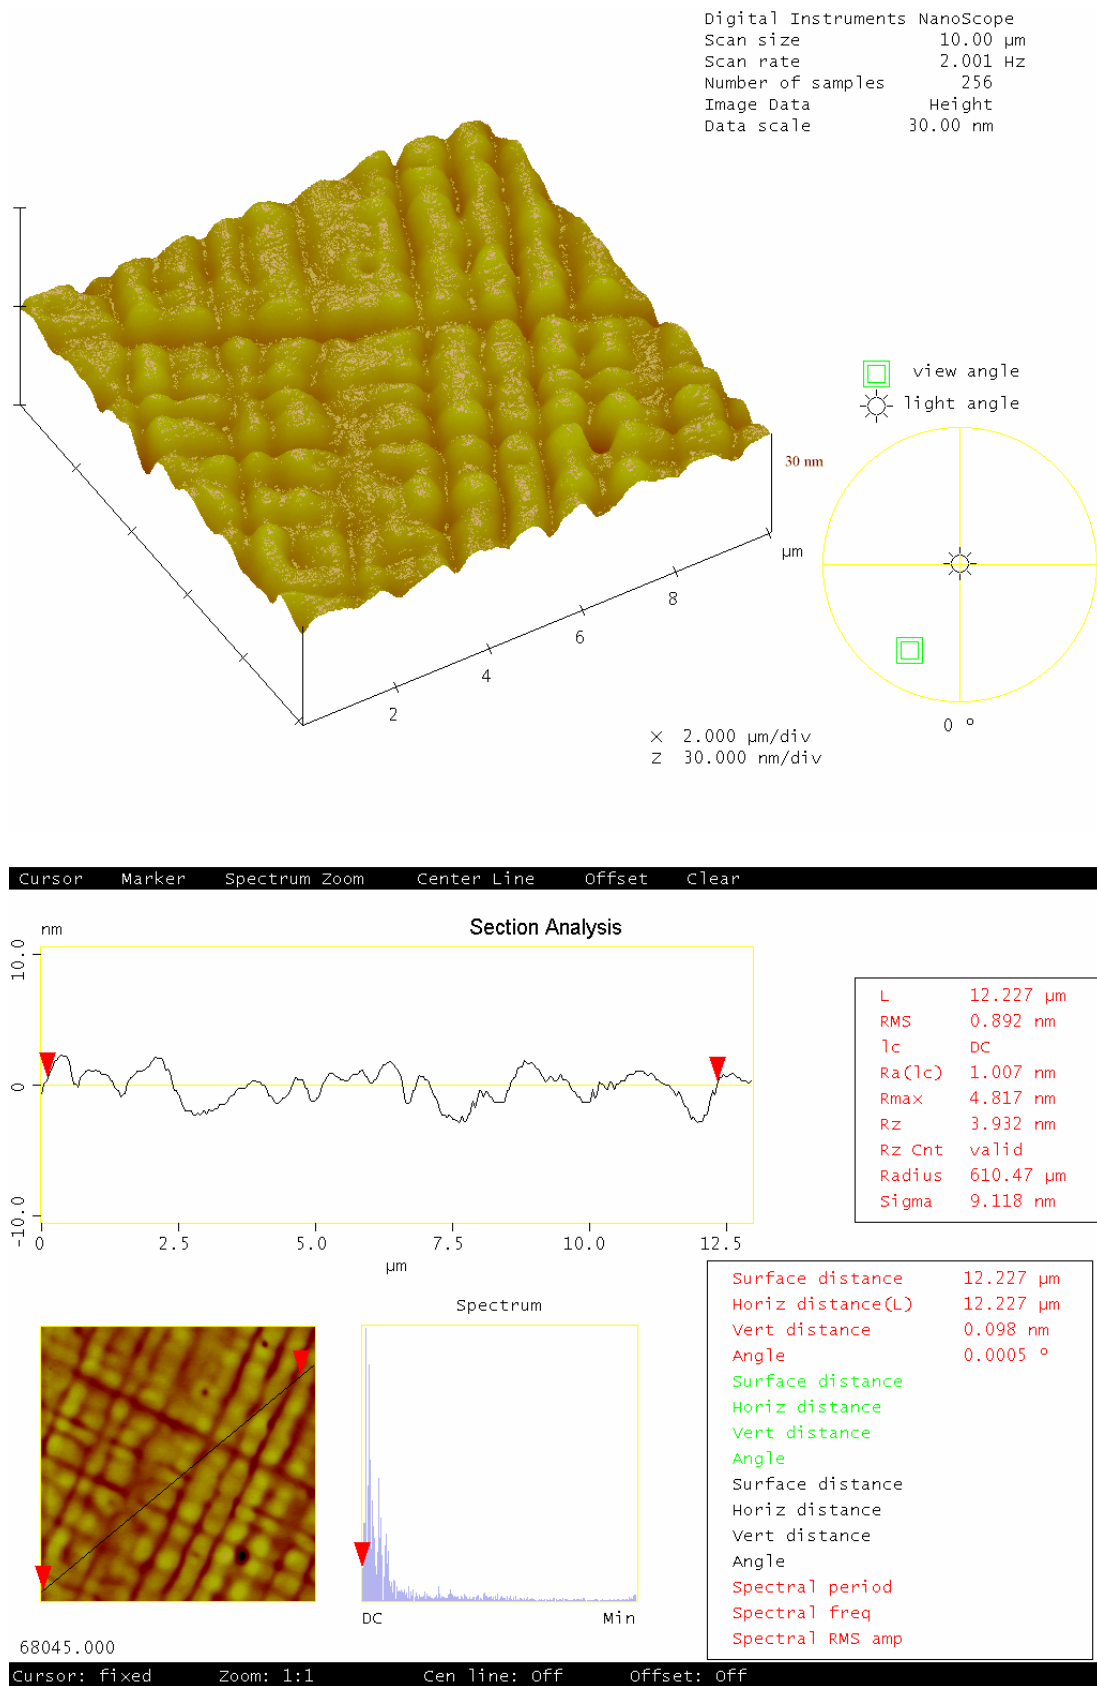 Digital Instruments NanoScope
Scan size 10.00 µm
Scan rate 2.001 Hz
Number of samples 256
Image Data Height
Data scale 30.00 nm
view angle
light angle
30 nm
µm
8
6
4
2
0 º
X 2.000 µm/div
Z 30.000 nm/div
Cursor Marker Spectrum Zoom Center Line Offset Clear
nm
Section Analysis
10.0
0
-10.0
0 2.5 5.0 7.5 10.0 12.5
µm
L 12.227 µm
RMS 0.892 nm
lc DC
Ra(lc) 1.007 nm
Rmax 4.817 nm
Rz 3.932 nm
Rz Cnt valid
Radius 610.47 µm
Sigma 9.118 nm
Spectrum
DC Min
Surface distance 12.227 µm
Horiz distance(L) 12.227 µm
Vert distance 0.098 nm
Angle 0.0005 º
Surface distance
Horiz distance
Vert distance
Angle
Surface distance
Horiz distance
Vert distance
Angle
Spectral period
Spectral freq
Spectral RMS amp
68045.000
Cursor: fixed Zoom: 1:1 Cen line: Off Offset: Off